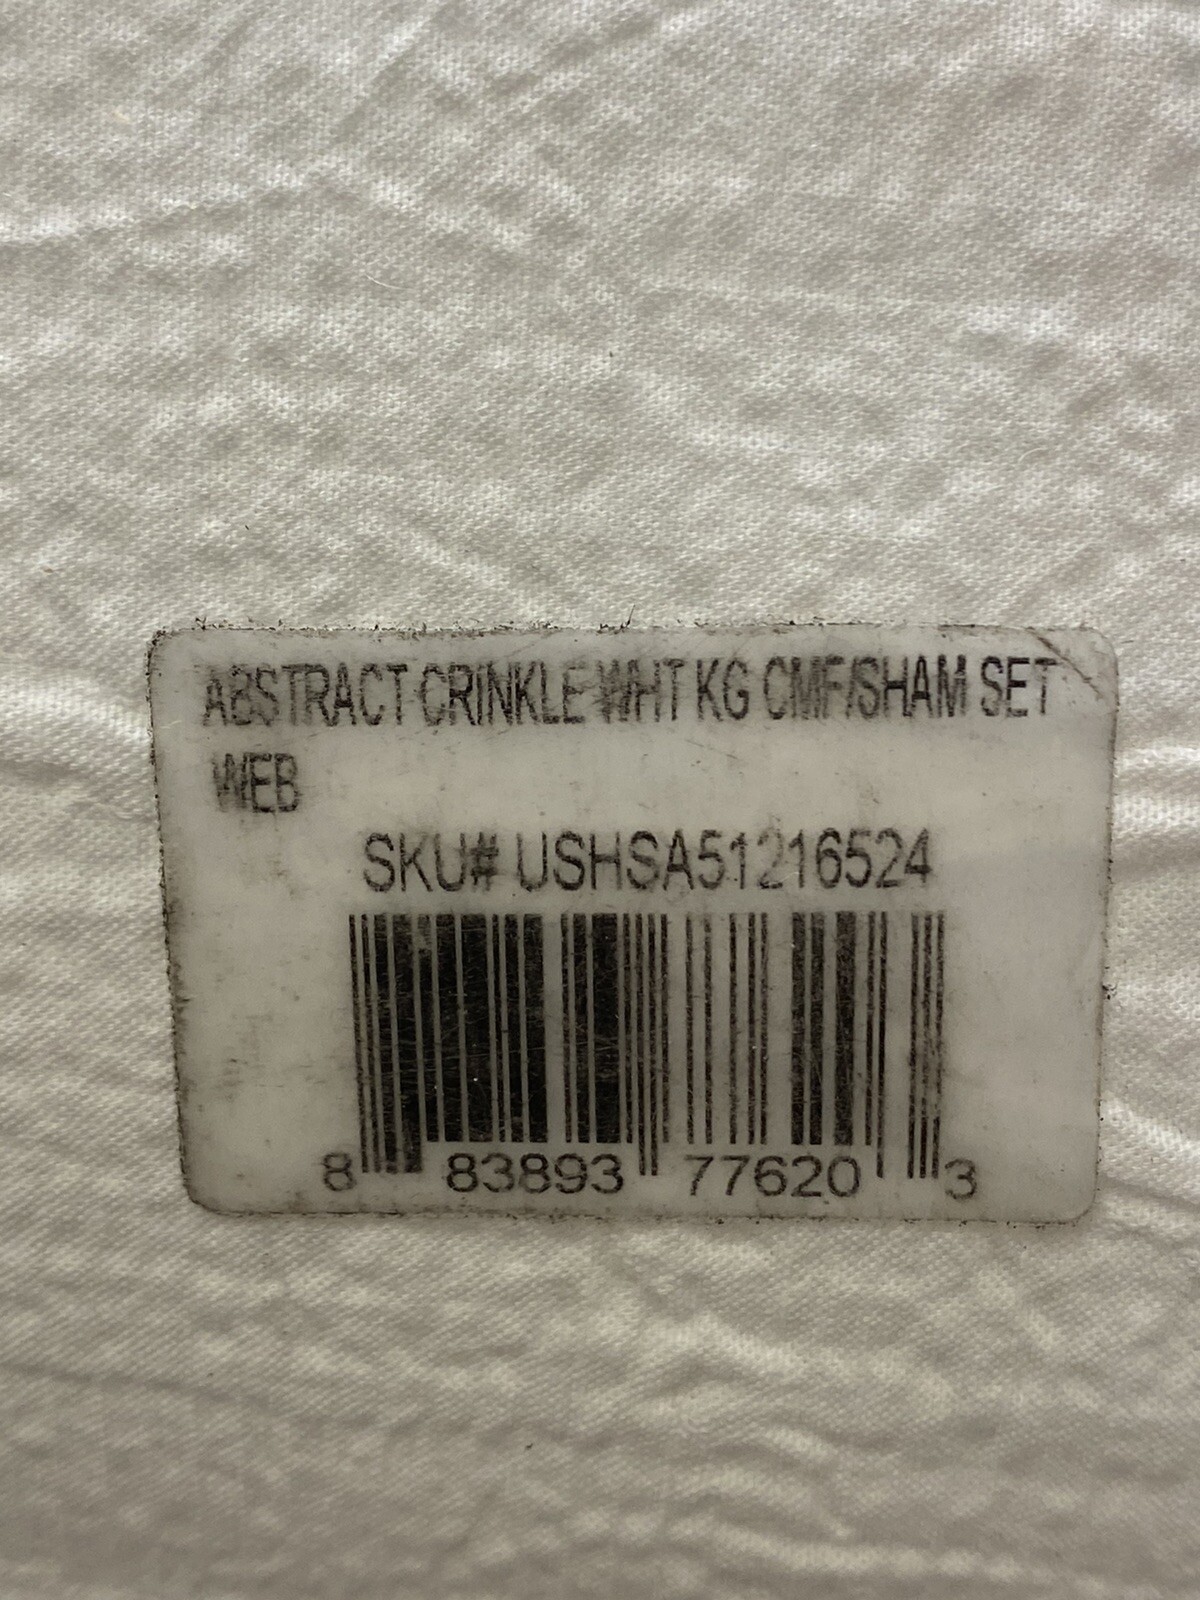 ABSTRACT CRINKLE WHT KG CMF/SHAM SET
WEB
SKU# USHSA51216524
8 83893 77620 3